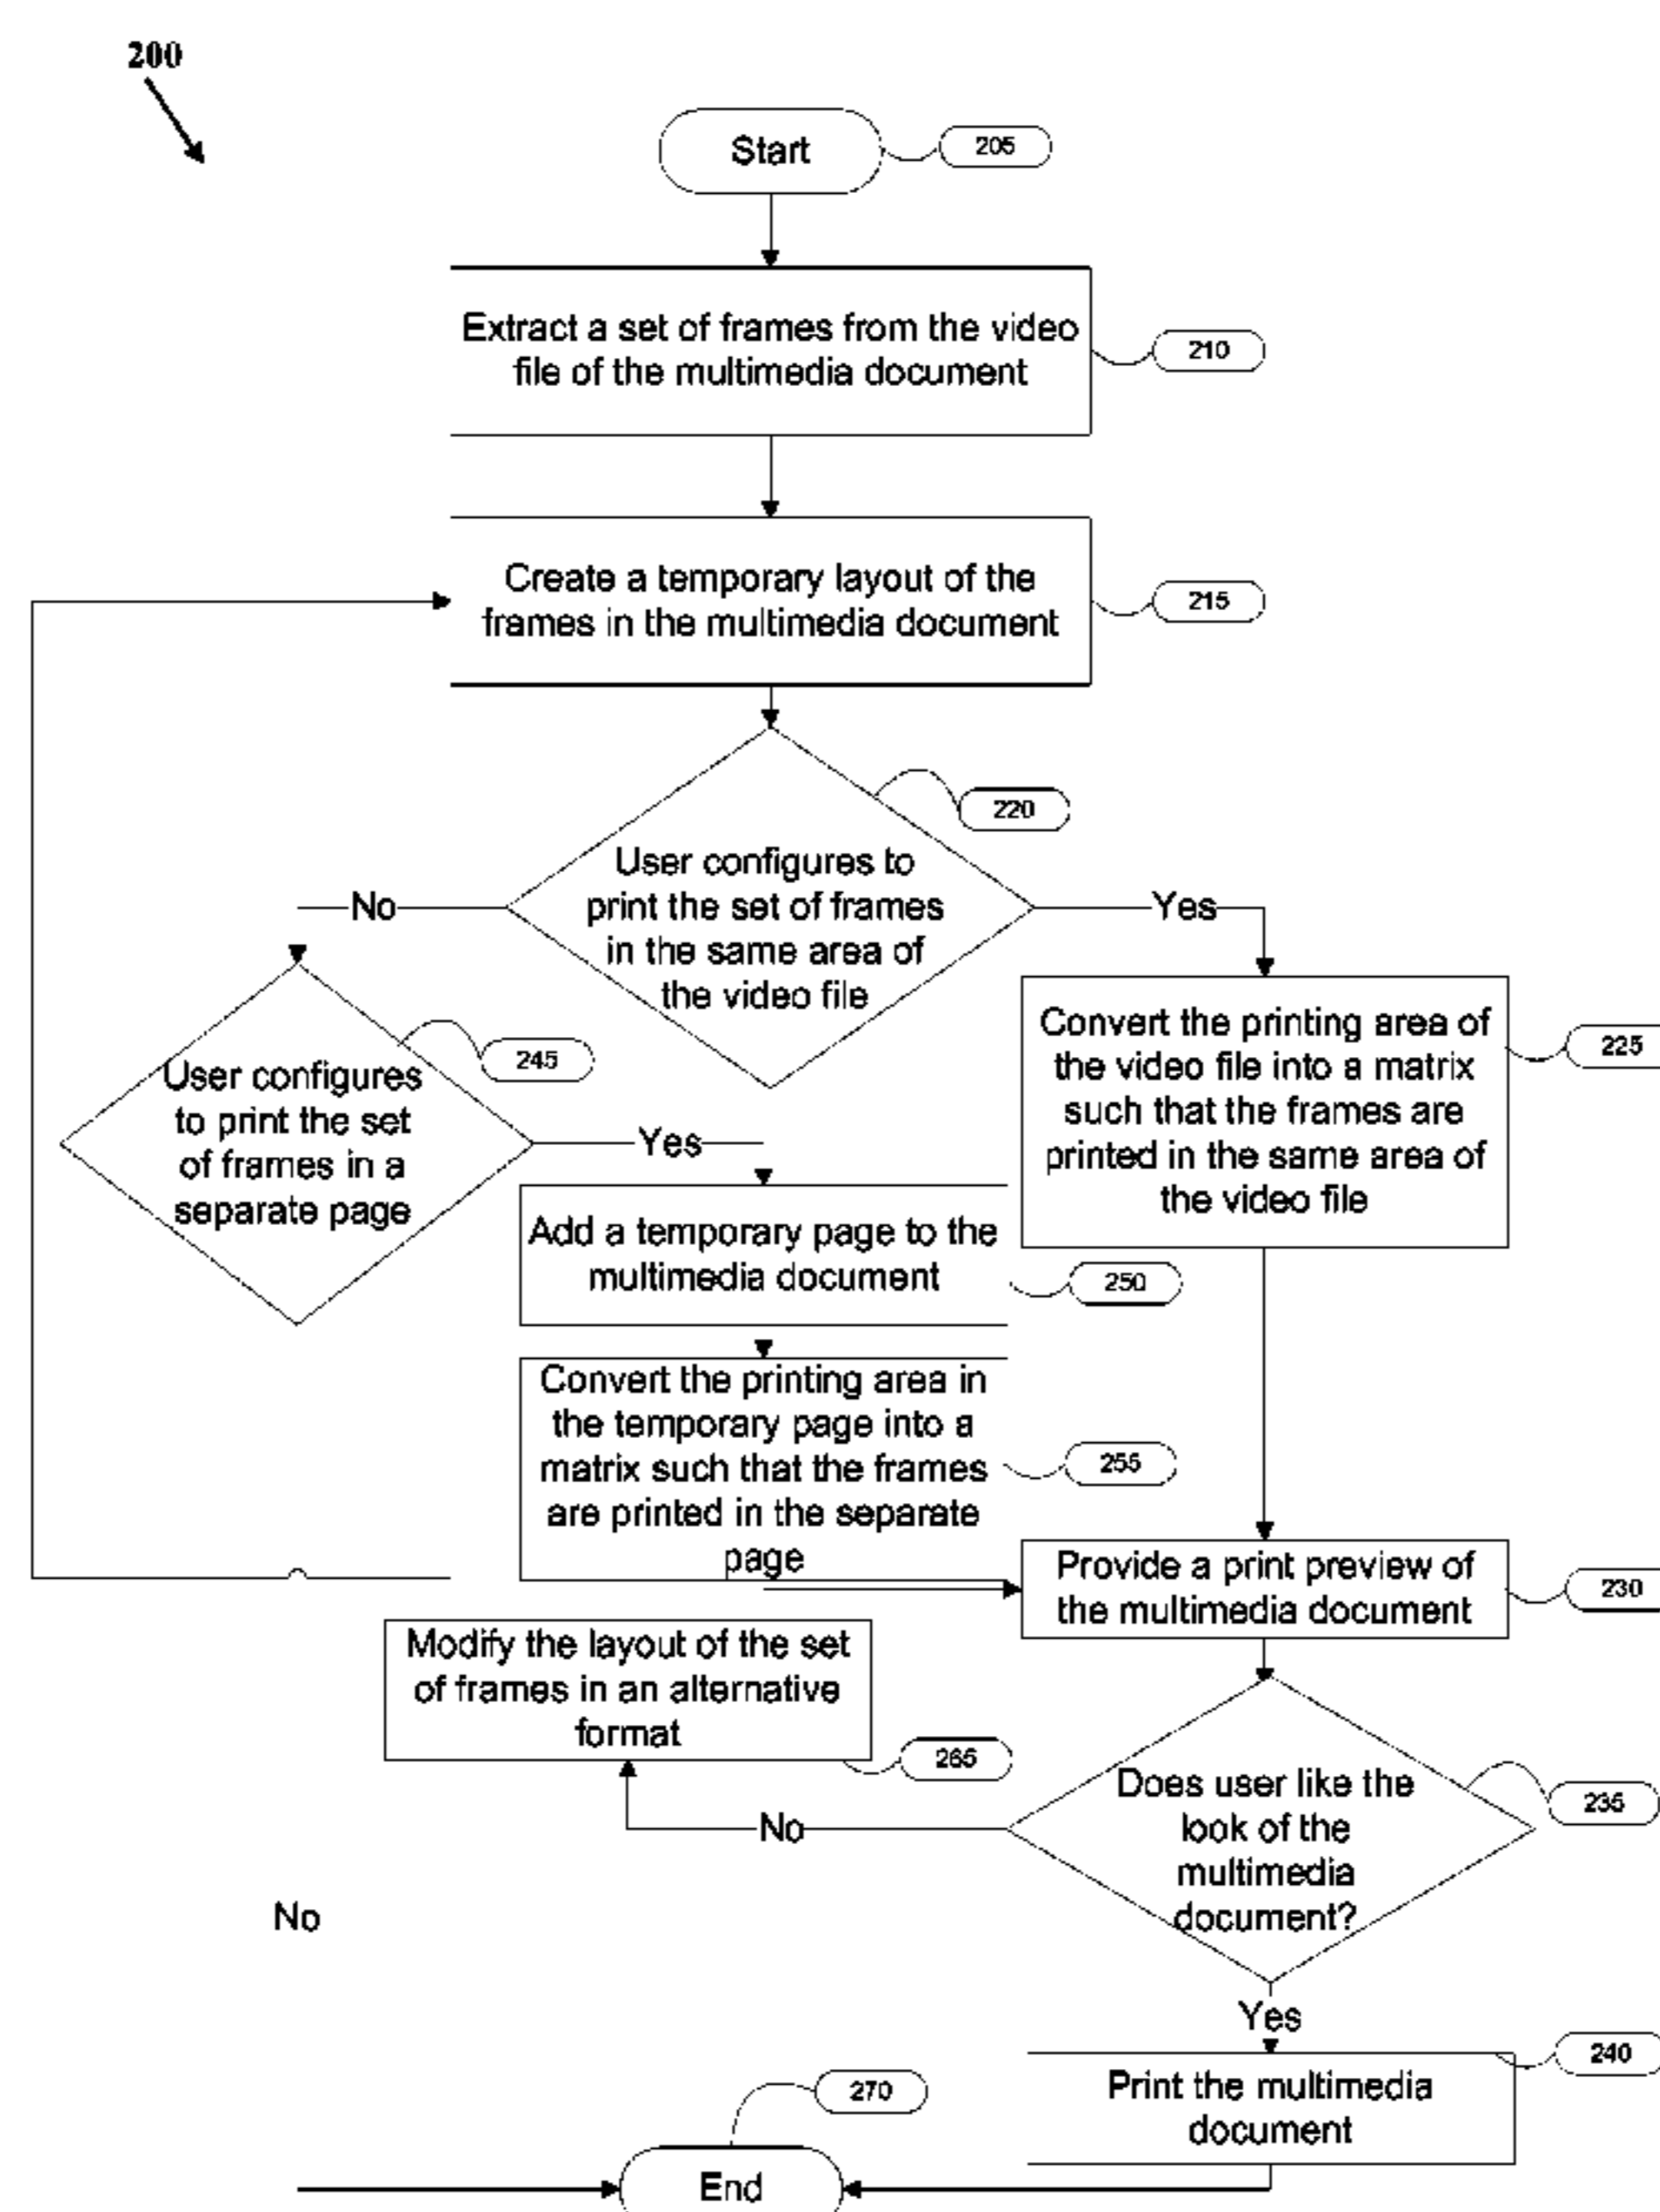 200
Start
205
Extract a set of frames from the video
file of the multimedia document
210
Create a temporary layout of the
frames in the multimedia document
215
220
User configures to
print the set of frames
in the same area of
the video file
No
Yes
245
User configures
to print the set
of frames in a
separate page
Yes
Convert the printing area of
the video file into a matrix
such that the frames are
printed in the same area of
the video file
225
Add a temporary page to the
multimedia document
250
Convert the printing area in
the temporary page into a
matrix such that the frames
are printed in the separate
page
255
Provide a print preview of
the multimedia document
230
Modify the layout of the set
of frames in an alternative
format
265
Does user like the
look of the
multimedia
document?
235
No
No
Yes
Print the multimedia
document
240
270
End